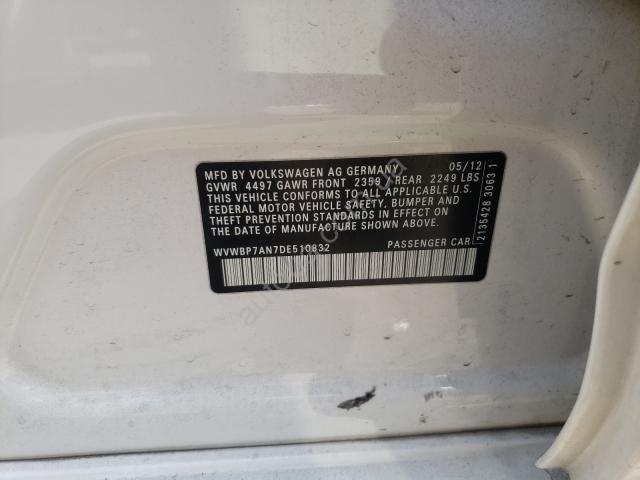 MFD BY VOLKSWAGEN AG GERMANY 05/12
GVWR 4497 GAWR FRONT 2359 REAR 2249 LBS
THIS VEHICLE CONFORMS TO ALL APPLICABLE U.S.
FEDERAL MOTOR VEHICLE SAFETY, BUMPER AND
THEFT PREVENTION STANDARDS IN EFFECT ON
THE DATE OF MANUFACTURE SHOWN ABOVE.
WVWBP7AN7DE510832 PASSENGER CAR
2135428 3063 1